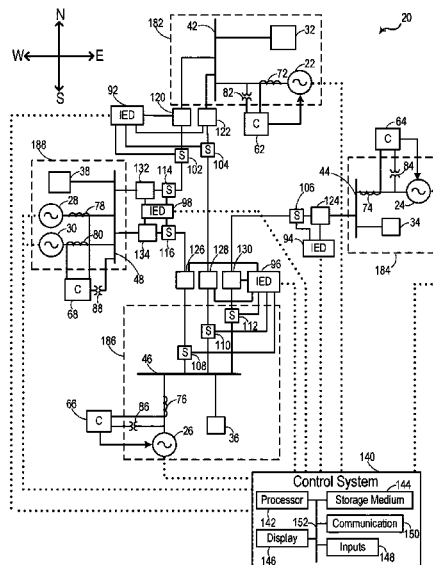 N
W E
S
182
42
32
20
22
72
82
C
62
92
IED
120
122
S
102
S
104
64
C
84
44
74
24
34
184
188
38
132
114
S
28
78
IED
98
30
80
134
S
116
48
C
68
88
106
S
124
94
IED
126
128
130
96
IED
S
112
S
110
S
108
186
46
66
C
86
76
26
36
140
Control System
Processor
142
144
Storage Medium
152
Communication
150
Display
146
Inputs
148